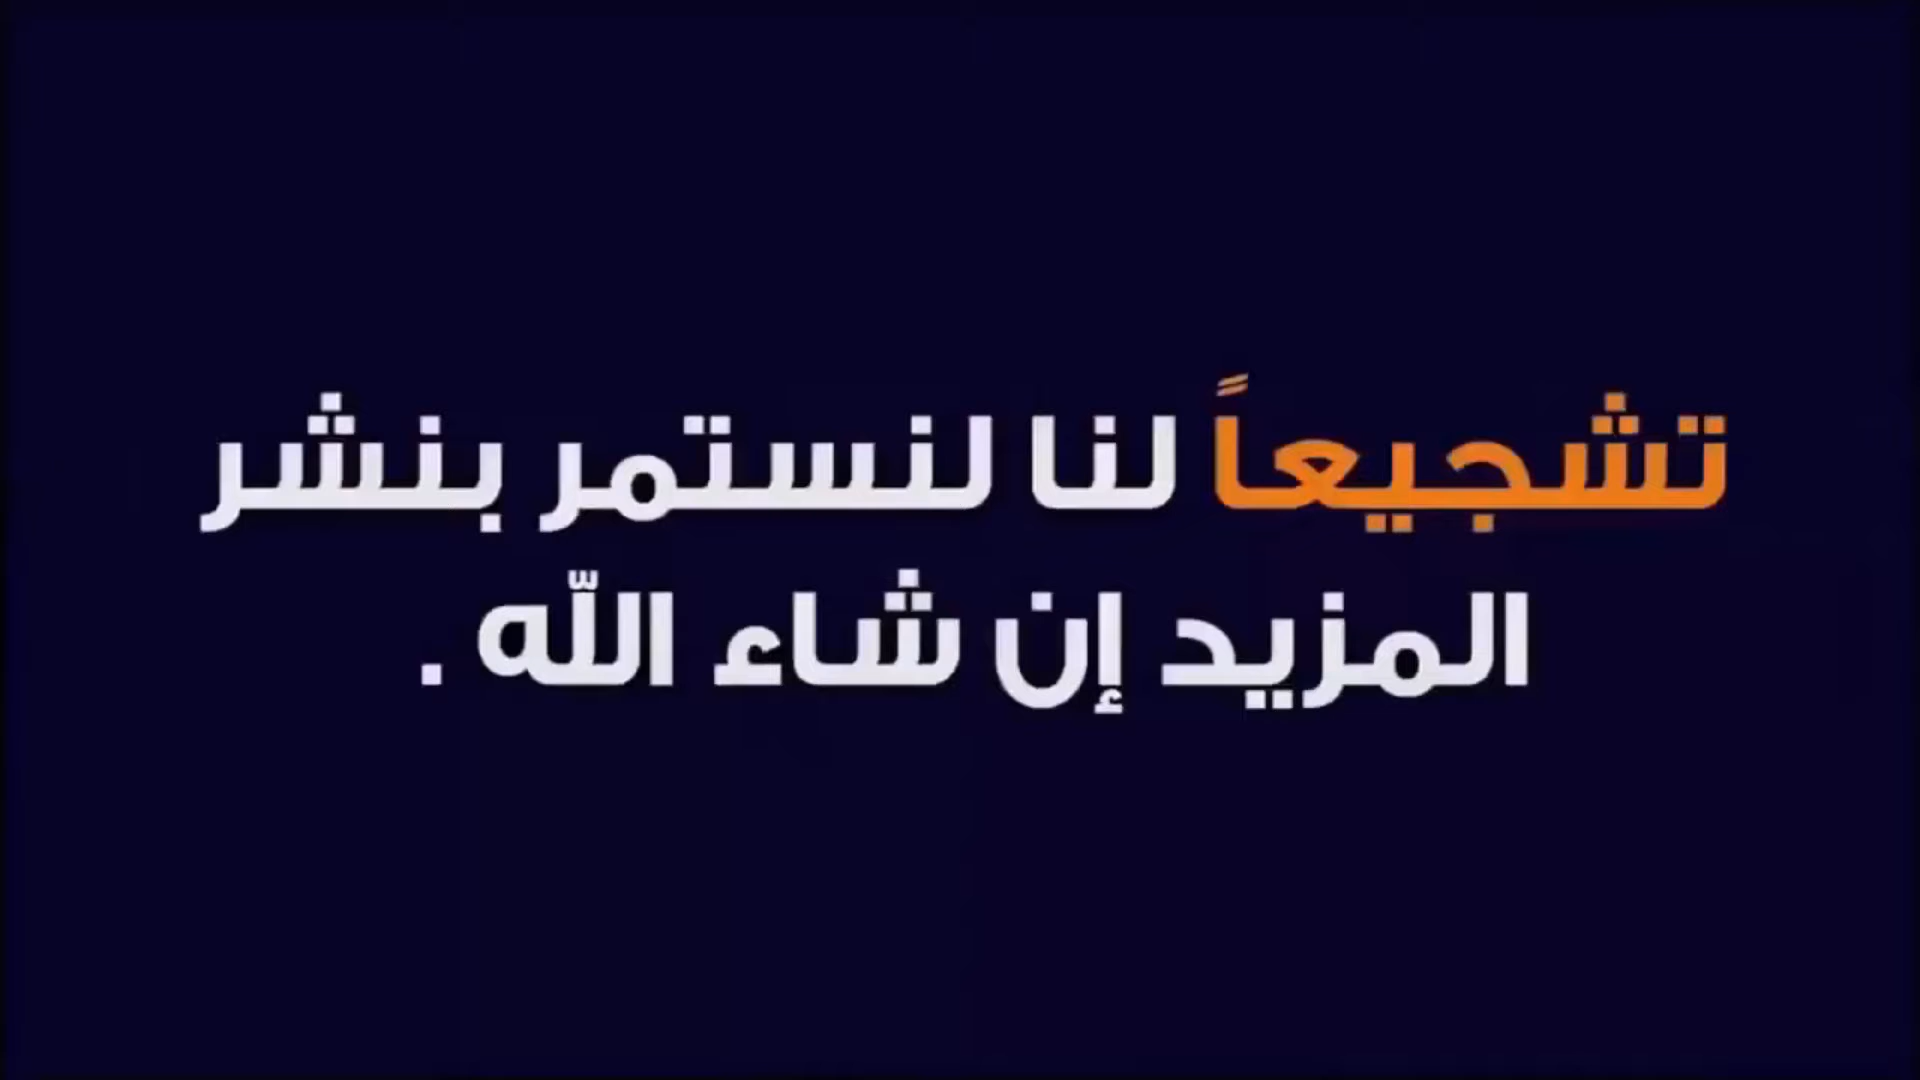 تشجيعاً لنا لنستمر بنشر
المزيد إن شاء اللّه .